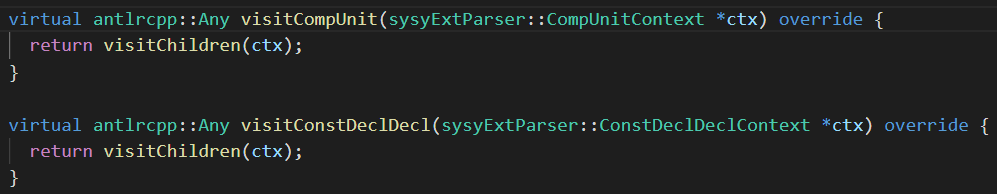 virtual antlrcpp::Any visitCompUnit(sysyExtParser::CompUnitContext *ctx) override {
  return visitChildren(ctx);
}

virtual antlrcpp::Any visitConstDeclDecl(sysyExtParser::ConstDeclDeclContext *ctx) override {
  return visitChildren(ctx);
}